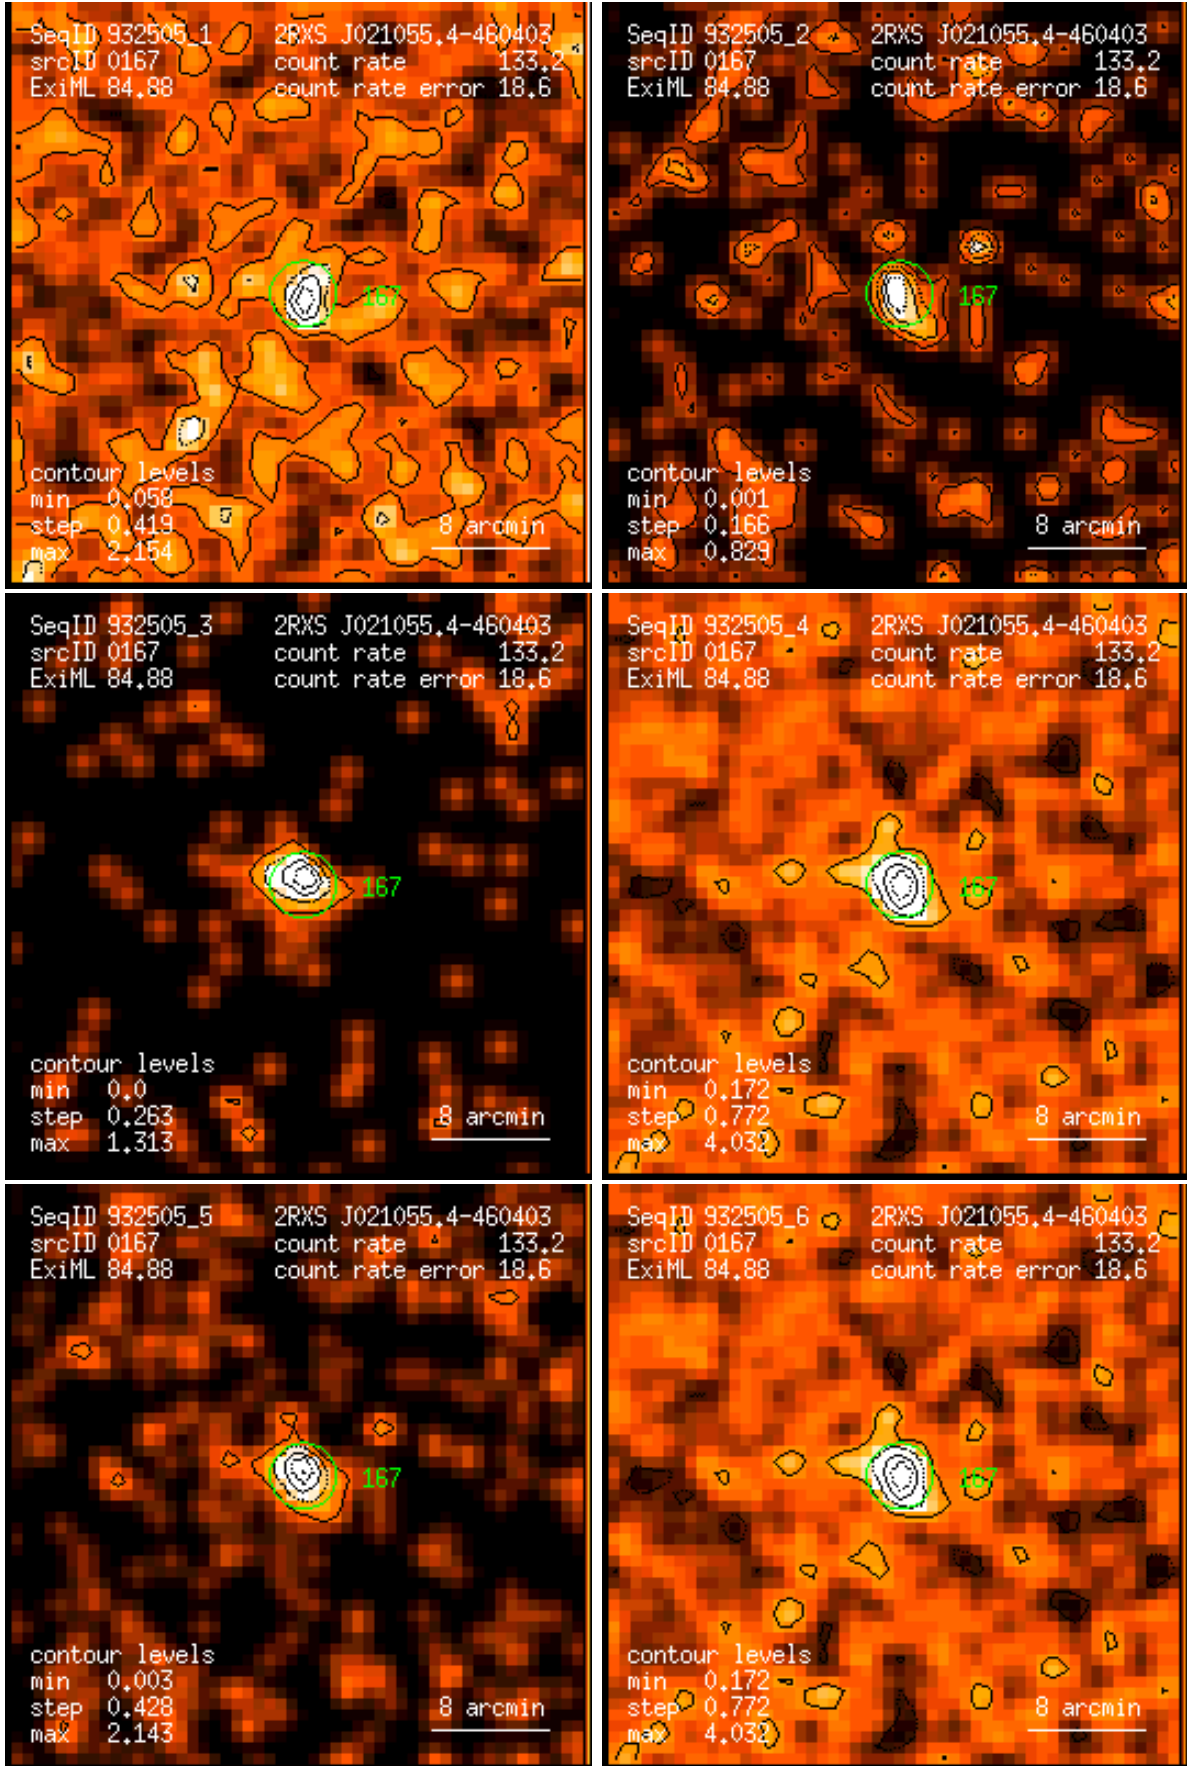 SeqID 932505_1 2RXS J021055.4-460403
srcID 0167 count rate 133.2
ExiML 84.88 count rate error 18.6
167
contour levels
min 0.058
step 0.419 8 arcmin
max 2.154
SeqID 932505_2 2RXS J021055.4-460403
srcID 0167 count rate 133.2
ExiML 84.88 count rate error 18.6
167
contour levels
min 0.001
step 0.166 8 arcmin
max 0.829
SeqID 932505_3 2RXS J021055.4-460403
srcID 0167 count rate 133.2
ExiML 84.88 count rate error 18.6
167
contour levels
min 0.0
step 0.263 8 arcmin
max 1.313
SeqID 932505_4 2RXS J021055.4-460403
srcID 0167 count rate 133.2
ExiML 84.88 count rate error 18.6
167
contour levels
min 0.172
step 0.772 8 arcmin
max 4.032
SeqID 932505_5 2RXS J021055.4-460403
srcID 0167 count rate 133.2
ExiML 84.88 count rate error 18.6
167
contour levels
min 0.003
step 0.428 8 arcmin
max 2.143
SeqID 932505_6 2RXS J021055.4-460403
srcID 0167 count rate 133.2
ExiML 84.88 count rate error 18.6
167
contour levels
min 0.172
step 0.772 8 arcmin
max 4.032